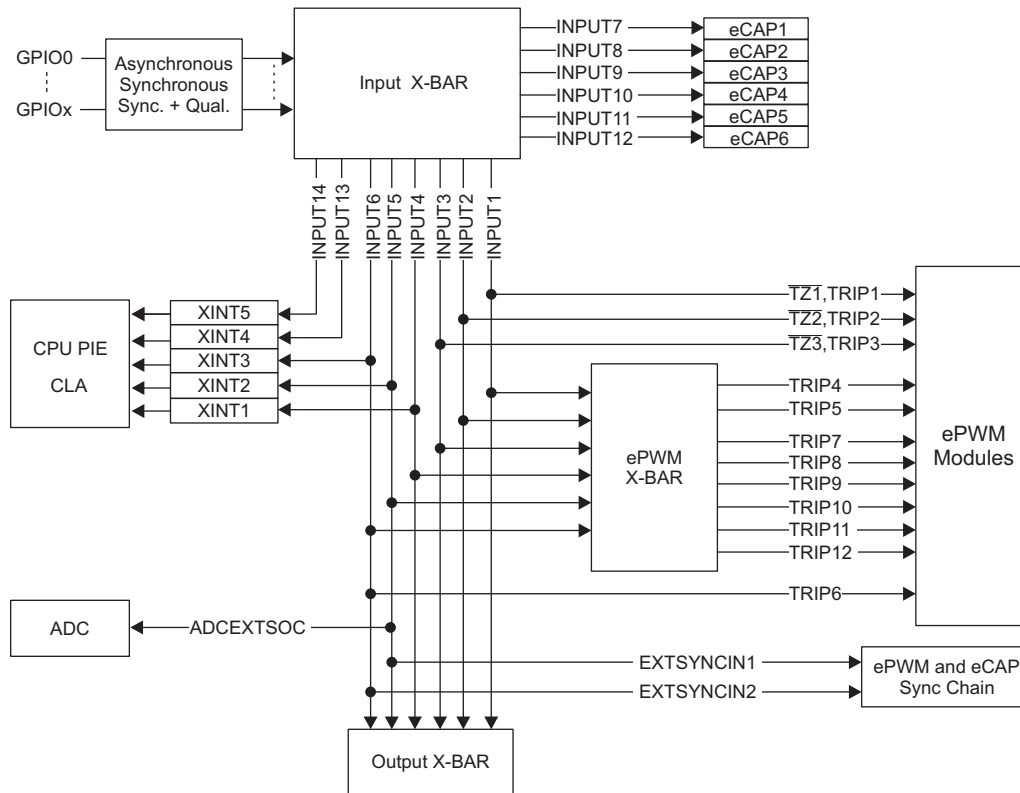 GPIO0
GPIOx
Asynchronous
Synchronous
Sync. + Qual.
Input X-BAR
INPUT7
INPUT8
INPUT9
INPUT10
INPUT11
INPUT12
eCAP1
eCAP2
eCAP3
eCAP4
eCAP5
eCAP6
INPUT14
INPUT13
INPUT6
INPUT5
INPUT4
INPUT3
INPUT2
INPUT1
CPU PIE
CLA
XINT5
XINT4
XINT3
XINT2
XINT1
TZ1,TRIP1
TZ2,TRIP2
TZ3,TRIP3
ePWM
X-BAR
TRIP4
TRIP5
TRIP7
TRIP8
TRIP9
TRIP10
TRIP11
TRIP12
TRIP6
ePWM
Modules
ADC
ADCEXTSOC
EXTSYNCIN1
EXTSYNCIN2
ePWM and eCAP
Sync Chain
Output X-BAR